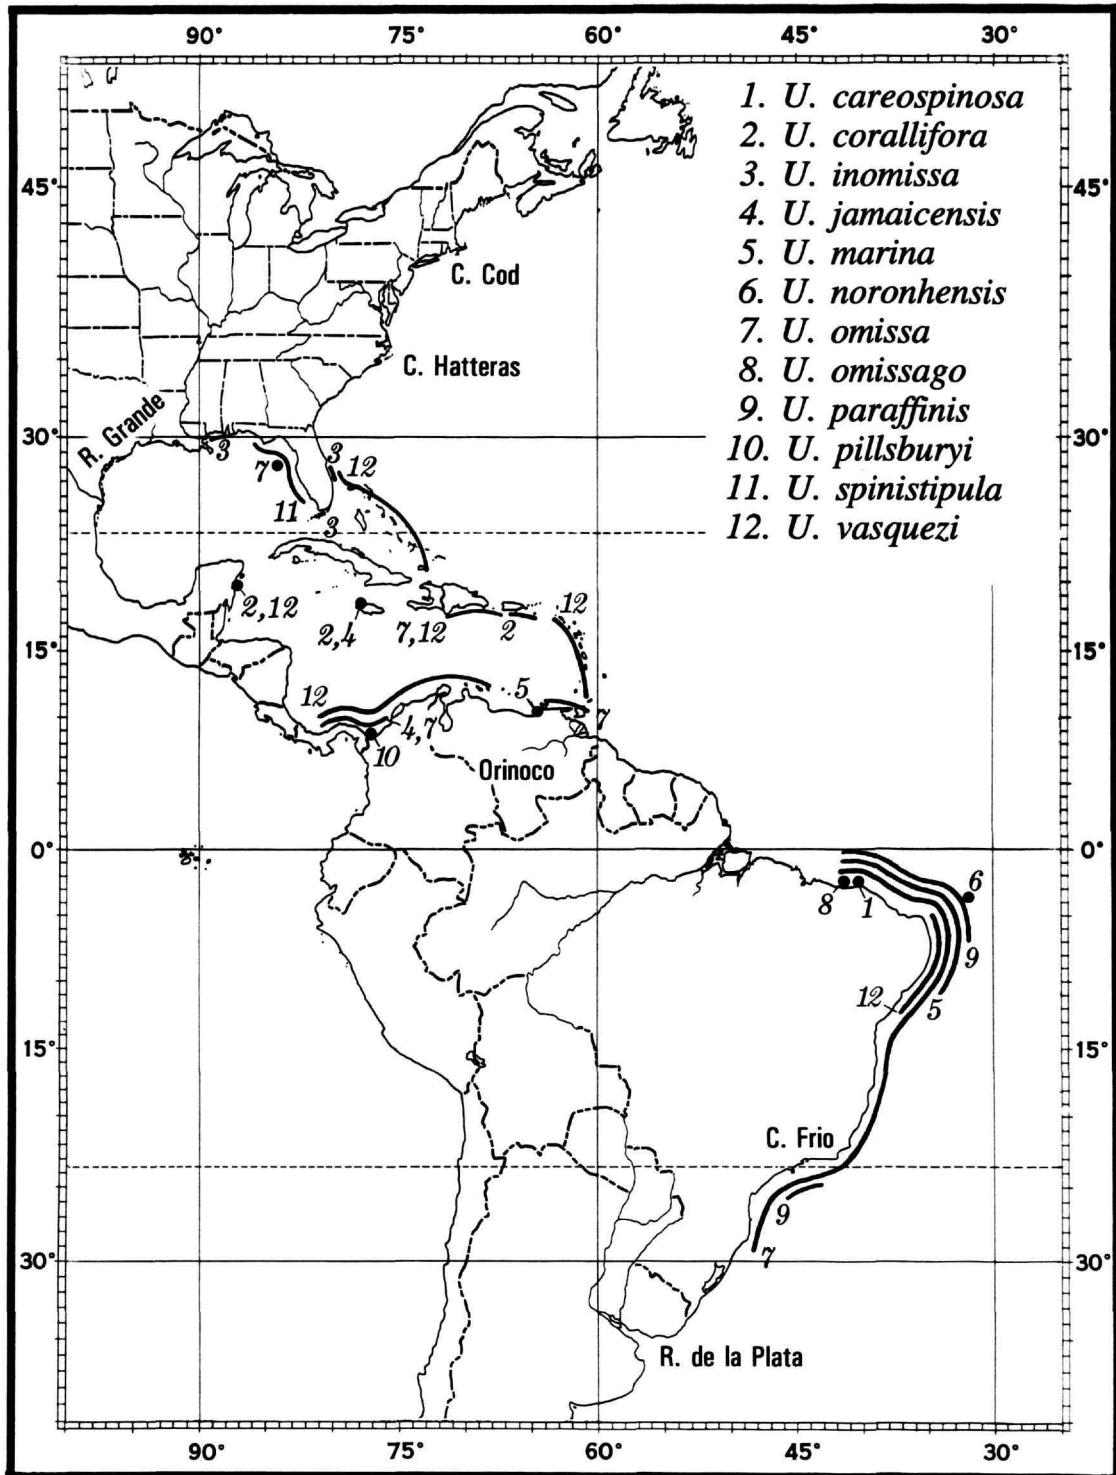 90° 75° 60° 45° 30°
1. U. careospinosa
2. U. corallifora
3. U. inomissa
4. U. jamaicensis
5. U. marina
6. U. noronhensis
7. U. omissa
8. U. omissago
9. U. paraffinis
10. U. pillsburyi
11. U. spinistipula
12. U. vasquezi
45° 45°
C. Cod
C. Hatteras
R. Grande
30° 30°
3 7 3 12
11 3
2,12 2,4 7,12 2 12
15° 15°
12 5 7
4,7
10
Orinoco
0° 0°
8 1 6
9
12 5
15° 15°
C. Frio
9
7
30° 30°
R. de la Plata
90° 75° 60° 45° 30°